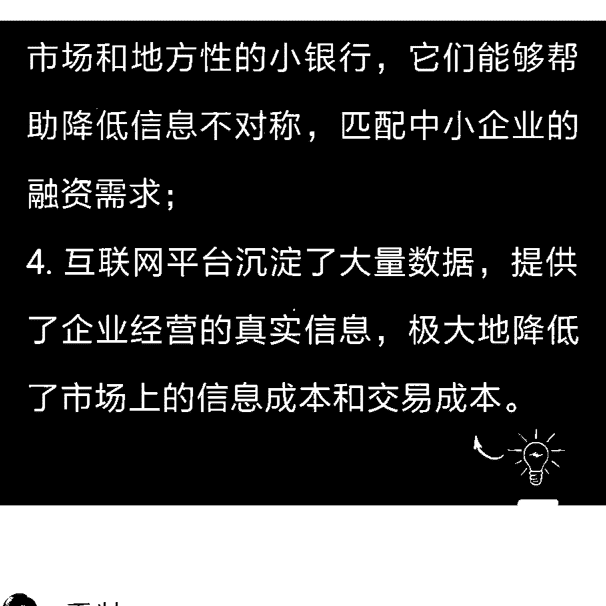 市场和地方性的小银行，它们能够帮
助降低信息不对称，匹配中小企业的
融资需求；
4. 互联网平台沉淀了大量数据，提供
了企业经营的真实信息，极大地降低
了市场上的信息成本和交易成本。